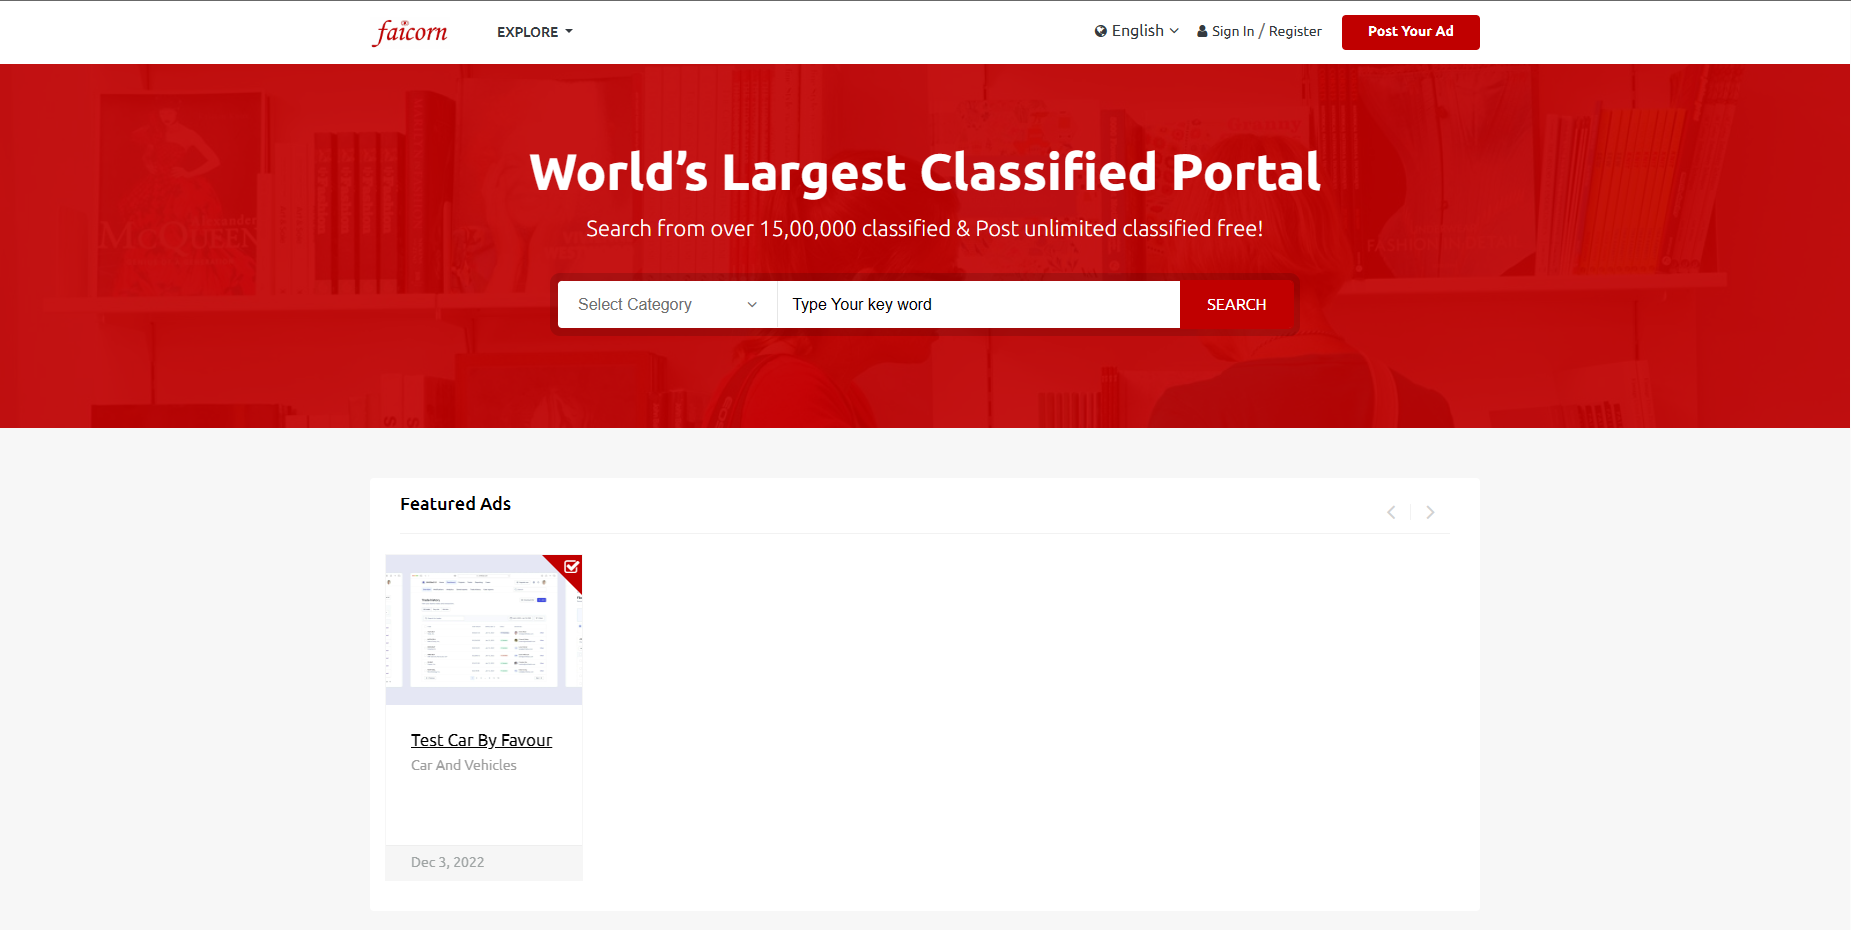 faicorn
EXPLORE
English
Sign In / Register
Post Your Ad
World’s Largest Classified Portal
Search from over 15,00,000 classified & Post unlimited classified free!
Select Category
Type Your key word
SEARCH
McQUEEN
Featured Ads
Test Car By Favour
Car And Vehicles
Dec 3, 2022